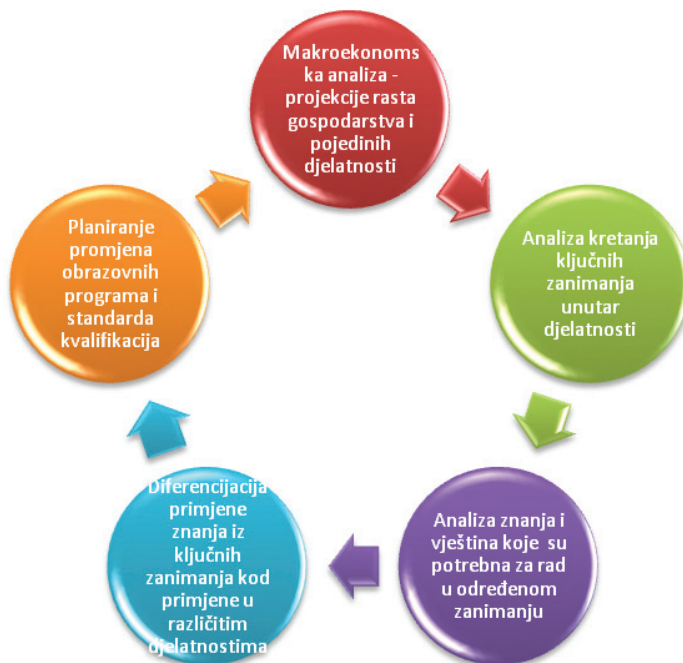 Makroekonoms
ka analiza -
projekcije rasta
gospodarstva i
pojedinih
djelatnosti
Analiza kretanja
ključnih
zanimanja
unutar
djelatnosti
Analiza znanja i
vještina koje su
potrebna za rad
u određenom
zanimanju
Diferencijacija
primjene
znanja iz
ključnih
zanimanja kod
primjene u
različitim
djelatnostima
Planiranje
promjena
obrazovnih
programa i
standarda
kvalifikacija